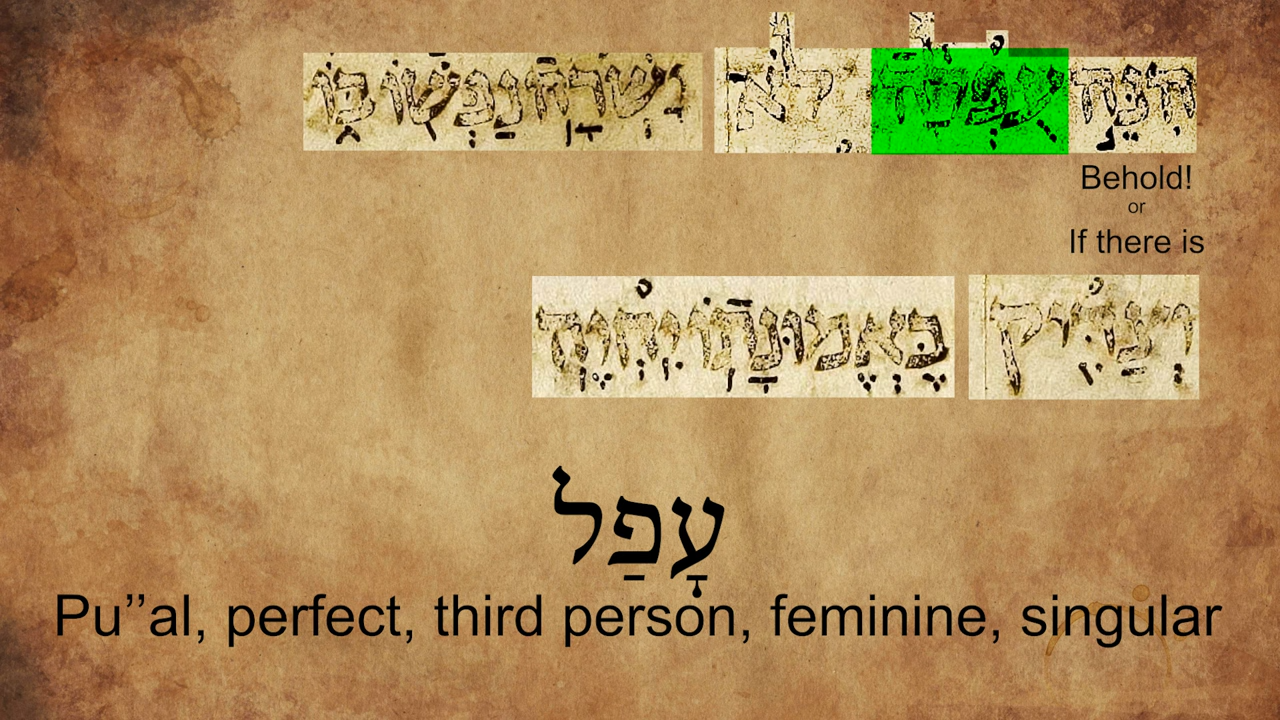 הִנֵּה עֻפְּלָה לֹא יָשְׁרָה נַפְשׁוֹ בּוֹ
Behold!
or
If there is
וְצַדִּיק בֶּאֱמוּנָתוֹ יִחְיֶה
עָפַל
Pu’’al, perfect, third person, feminine, singular